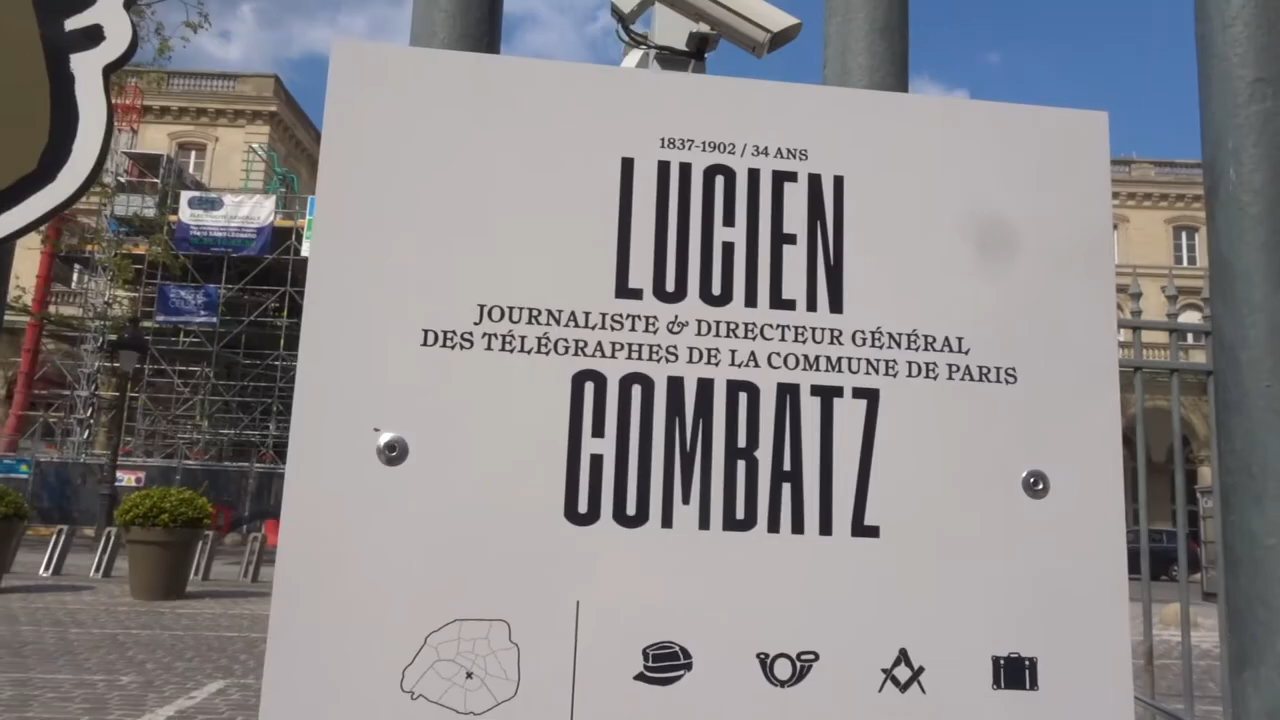 1837-1902 / 34 ANS
LUCIEN
JOURNALISTE & DIRECTEUR GÉNÉRAL
DES TÉLÉGRAPHES DE LA COMMUNE DE PARIS
COMBATZ